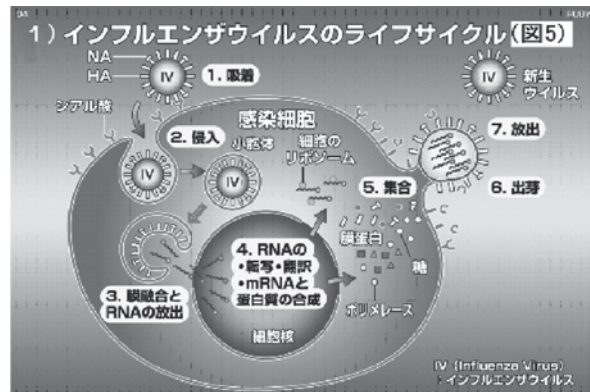 04
RUBY
1）インフルエンザウイルスのライフサイクル(図5)
NA
HA
IV
1. 吸着
IV
新生
ウイルス
シアル酸
感染細胞
2. 侵入
小胞体
細胞の
リボソーム
7. 放出
IV
IV
5. 集合
6. 出芽
膜蛋白
糖
4. RNAの
・転写・翻訳
・mRNAと
蛋白質の合成
3. 膜融合と
RNAの放出
ポリメレース
細胞核
IV (Influenza Virus)
：インフルエンザウイルス